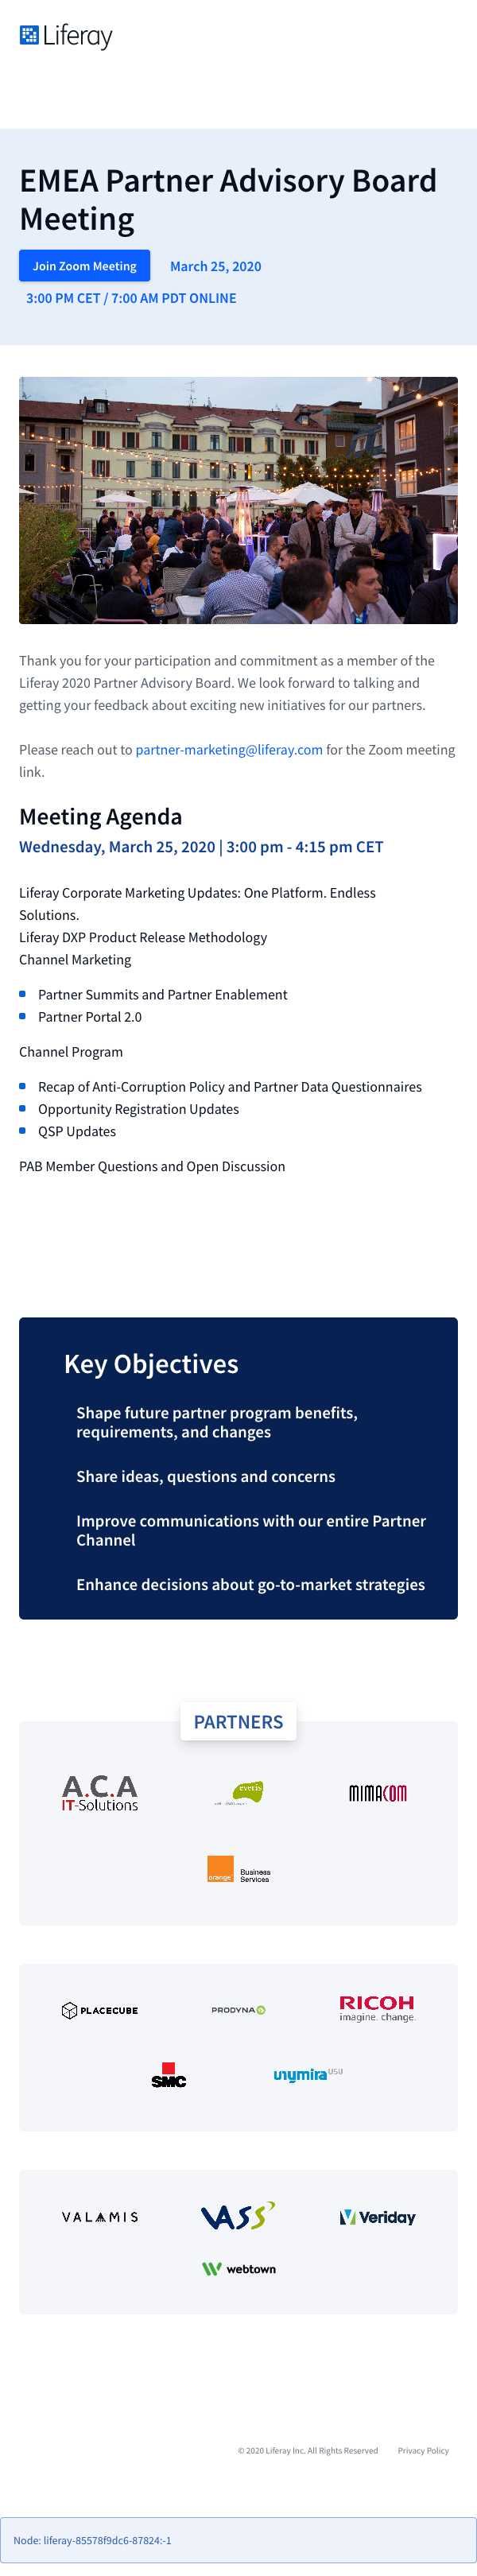 Liferay
EMEA Partner Advisory Board
Meeting
Join Zoom Meeting
March 25, 2020
3:00 PM CET / 7:00 AM PDT ONLINE
Thank you for your participation and commitment as a member of the
Liferay 2020 Partner Advisory Board. We look forward to talking and
getting your feedback about exciting new initiatives for our partners.
Please reach out to partner-marketing@liferay.com for the Zoom meeting
link.
Meeting Agenda
Wednesday, March 25, 2020 | 3:00 pm - 4:15 pm CET
Liferay Corporate Marketing Updates: One Platform. Endless
Solutions.
Liferay DXP Product Release Methodology
Channel Marketing
Partner Summits and Partner Enablement
Partner Portal 2.0
Channel Program
Recap of Anti-Corruption Policy and Partner Data Questionnaires
Opportunity Registration Updates
QSP Updates
PAB Member Questions and Open Discussion
Key Objectives
Shape future partner program benefits,
requirements, and changes
Share ideas, questions and concerns
Improve communications with our entire Partner
Channel
Enhance decisions about go-to-market strategies
PARTNERS
A.C.A
IT-Solutions
everis
MIMACOM
orange
Business
Services
PLACECUBE
PRODYNA
RICOH
imagine. change.
SMC
unymira USU
VALAMIS
VASS
Veriday
webtown
© 2020 Liferay Inc. All Rights Reserved
Privacy Policy
Node: liferay-85578f9dc6-87824:-1